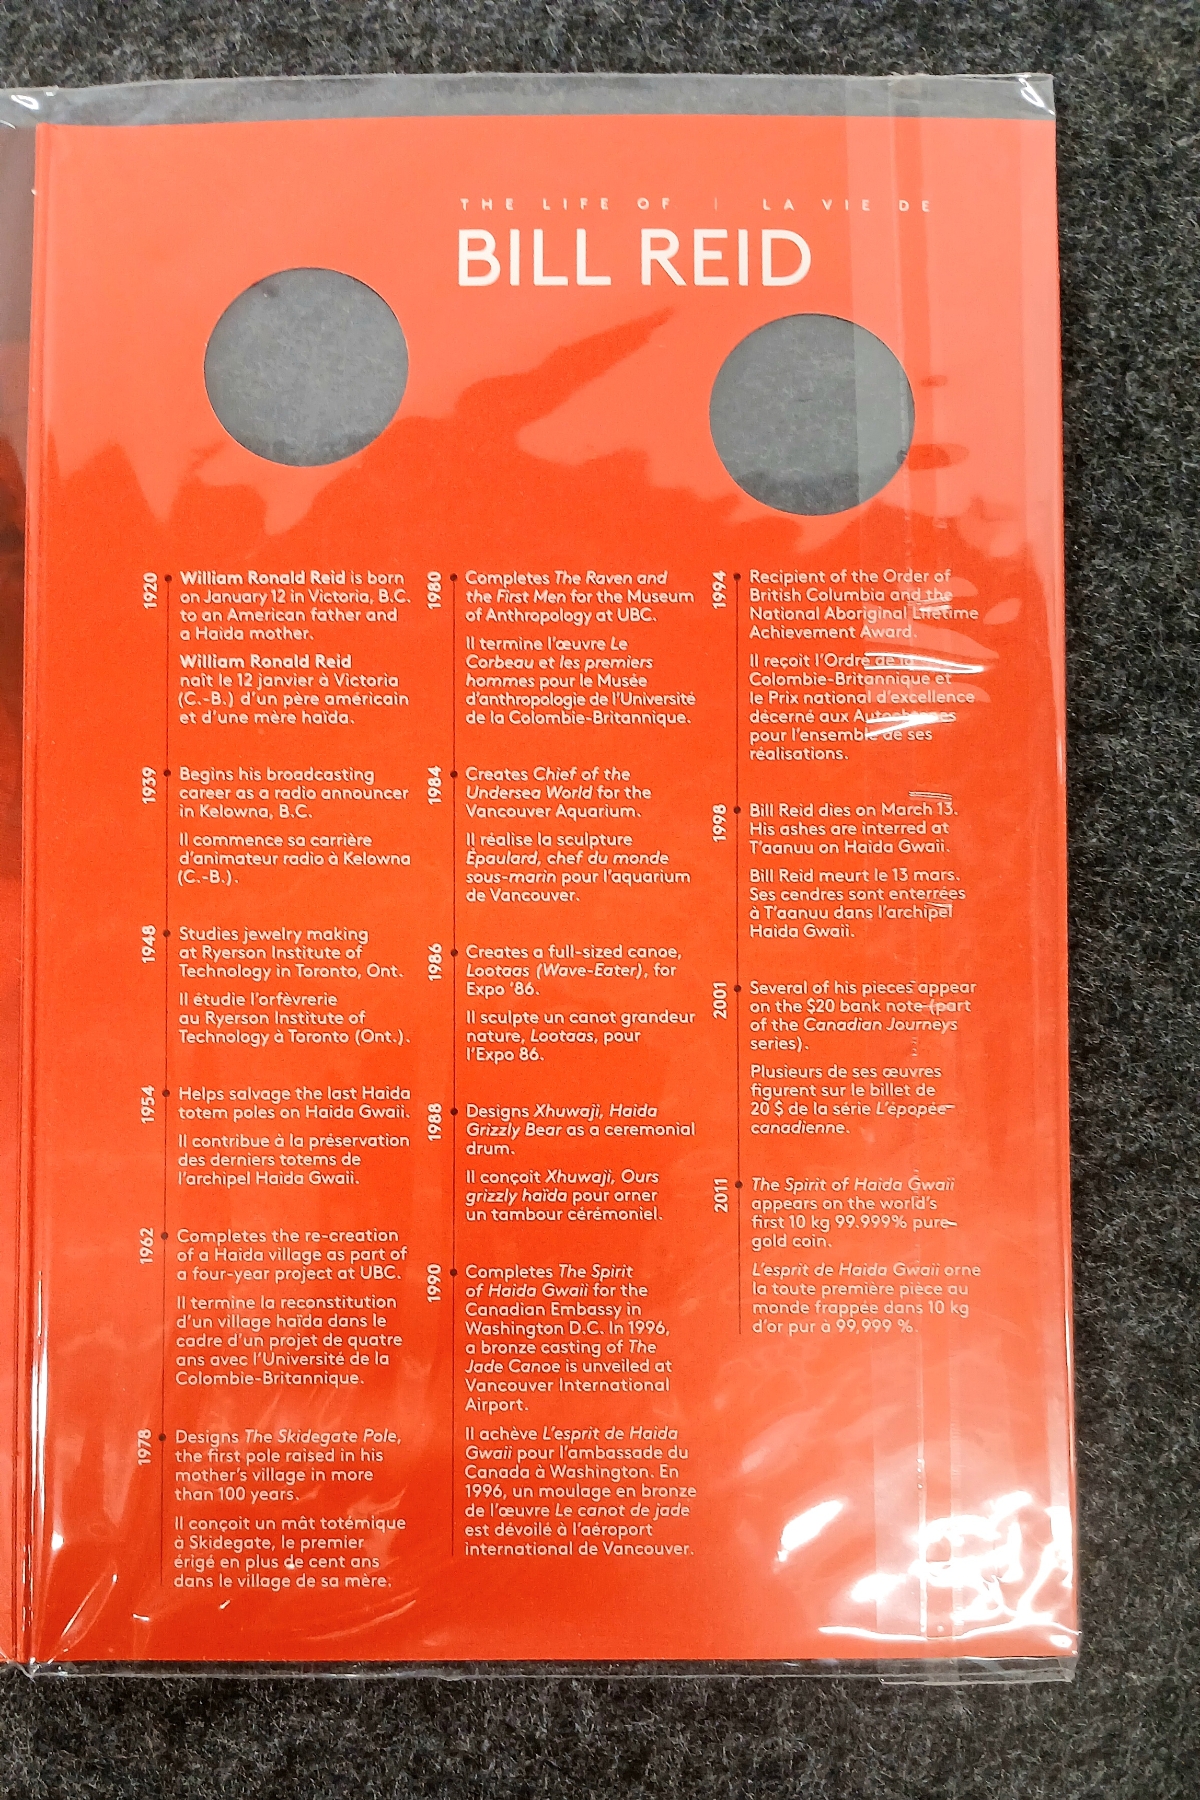 THE LIFE OF | LA VIE DE
BILL REID
1920
William Ronald Reid is born
on January 12 in Victoria, B.C.
to an American father and
a Haida mother.
William Ronald Reid
naît le 12 janvier à Victoria
(C.-B.) d'un père américain
et d'une mère haïda.
1939
Begins his broadcasting
career as a radio announcer
in Kelowna, B.C.
Il commence sa carrière
d'animateur radio à Kelowna
(C.-B.).
1948
Studies jewelry making
at Ryerson Institute of
Technology in Toronto, Ont.
Il étudie l'orfèvrerie
au Ryerson Institute of
Technology à Toronto (Ont.).
1954
Helps salvage the last Haida
totem poles on Haida Gwaii.
Il contribue à la préservation
des derniers totems de
l'archipel Haida Gwaii.
1962
Completes the re-creation
of a Haida village as part of
a four-year project at UBC.
Il termine la reconstitution
d'un village haïda dans le
cadre d'un projet de quatre
ans avec l'Université de la
Colombie-Britannique.
1978
Designs The Skidegate Pole,
the first pole raised in his
mother's village in more
than 100 years.
Il conçoit un mât totémique
à Skidegate, le premier
érigé en plus de cent ans
dans le village de sa mère.
1980
Completes The Raven and
the First Men for the Museum
of Anthropology at UBC.
Il termine l'œuvre Le
Corbeau et les premiers
hommes pour le Musée
d'anthropologie de l'Université
de la Colombie-Britannique.
1984
Creates Chief of the
Undersea World for the
Vancouver Aquarium.
Il réalise la sculpture
Épaulard, chef du monde
sous-marin pour l'aquarium
de Vancouver.
1986
Creates a full-sized canoe,
Lootaas (Wave-Eater), for
Expo '86.
Il sculpte un canot grandeur
nature, Lootaas, pour
l'Expo 86.
1988
Designs Xhuwaji, Haida
Grizzly Bear as a ceremonial
drum.
Il conçoit Xhuwaji, Ours
grizzly haïda pour orner
un tambour cérémoniel.
1990
Completes The Spirit
of Haida Gwaii for the
Canadian Embassy in
Washington D.C. In 1996,
a bronze casting of The
Jade Canoe is unveiled at
Vancouver International
Airport.
Il achève L'esprit de Haida
Gwaii pour l'ambassade du
Canada à Washington. En
1996, un moulage en bronze
de l'œuvre Le canot de jade
est dévoilé à l'aéroport
international de Vancouver.
1994
Recipient of the Order of
British Columbia and the
National Aboriginal Lifetime
Achievement Award.
Il reçoit l'Ordre de la
Colombie-Britannique et
le Prix national d'excellence
décerné aux Autochtones
pour l'ensemble de ses
réalisations.
1998
Bill Reid dies on March 13.
His ashes are interred at
T'aanuu on Haida Gwaii.
Bill Reid meurt le 13 mars.
Ses cendres sont enterrées
à T'aanuu dans l'archipel
Haida Gwaii.
2001
Several of his pieces appear
on the $20 bank note (part
of the Canadian Journeys
series).
Plusieurs de ses œuvres
figurent sur le billet de
20 $ de la série L'épopée
canadienne.
2011
The Spirit of Haida Gwaii
appears on the world's
first 10 kg 99.999% pure
gold coin.
L'esprit de Haida Gwaii orne
la toute première pièce au
monde frappée dans 10 kg
d'or pur à 99,999 %.